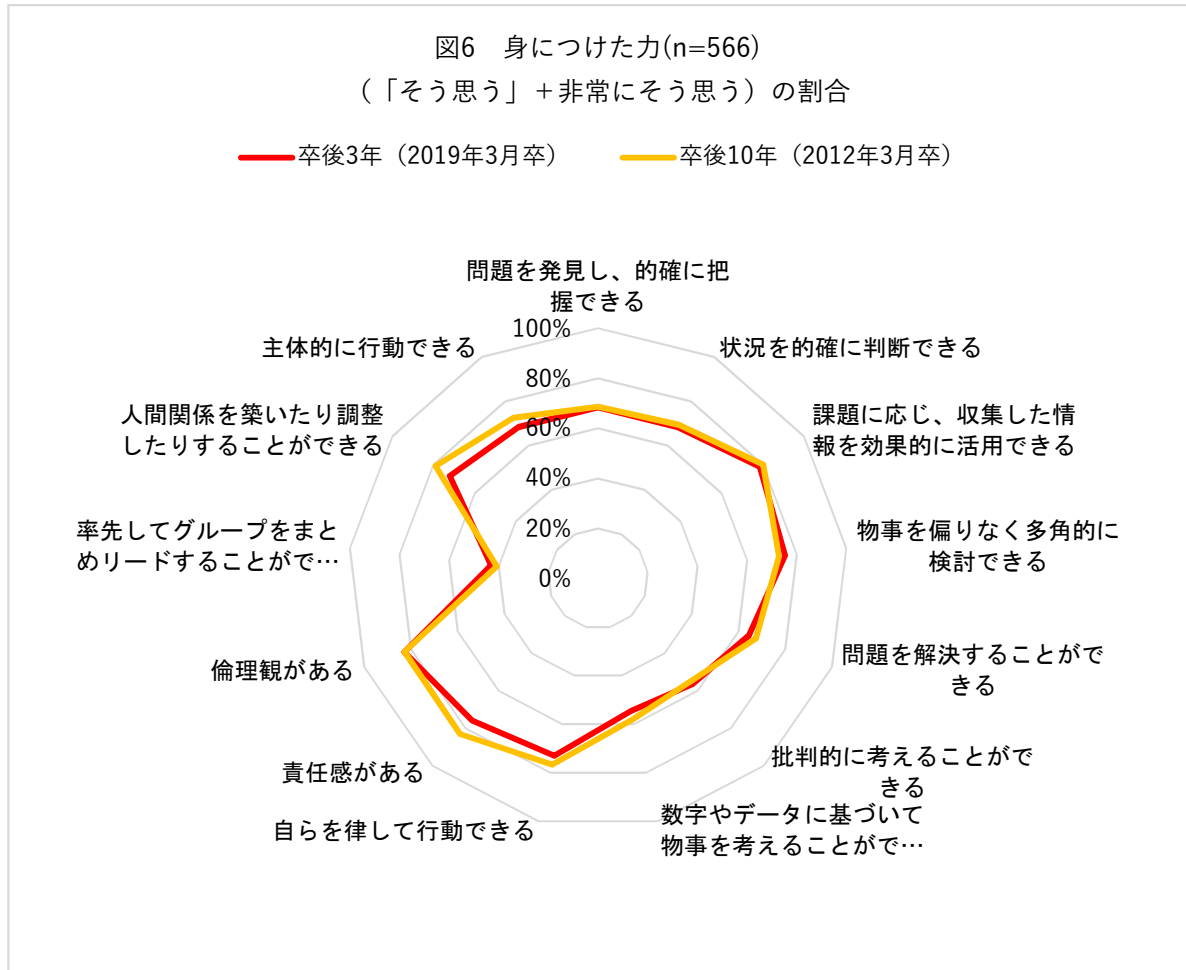 図6　身につけた力(n=566)
（「そう思う」＋非常にそう思う）の割合
卒後3年（2019年3月卒）
卒後10年（2012年3月卒）
問題を発見し、的確に把
握できる
状況を的確に判断できる
課題に応じ、収集した情
報を効果的に活用できる
物事を偏りなく多角的に
検討できる
問題を解決することがで
きる
批判的に考えることがで
きる
数字やデータに基づいて
物事を考えることがで…
自らを律して行動できる
責任感がある
倫理観がある
率先してグループをまと
めリードすることがで…
人間関係を築いたり調整
したりすることができる
主体的に行動できる
100%
80%
60%
40%
20%
0%